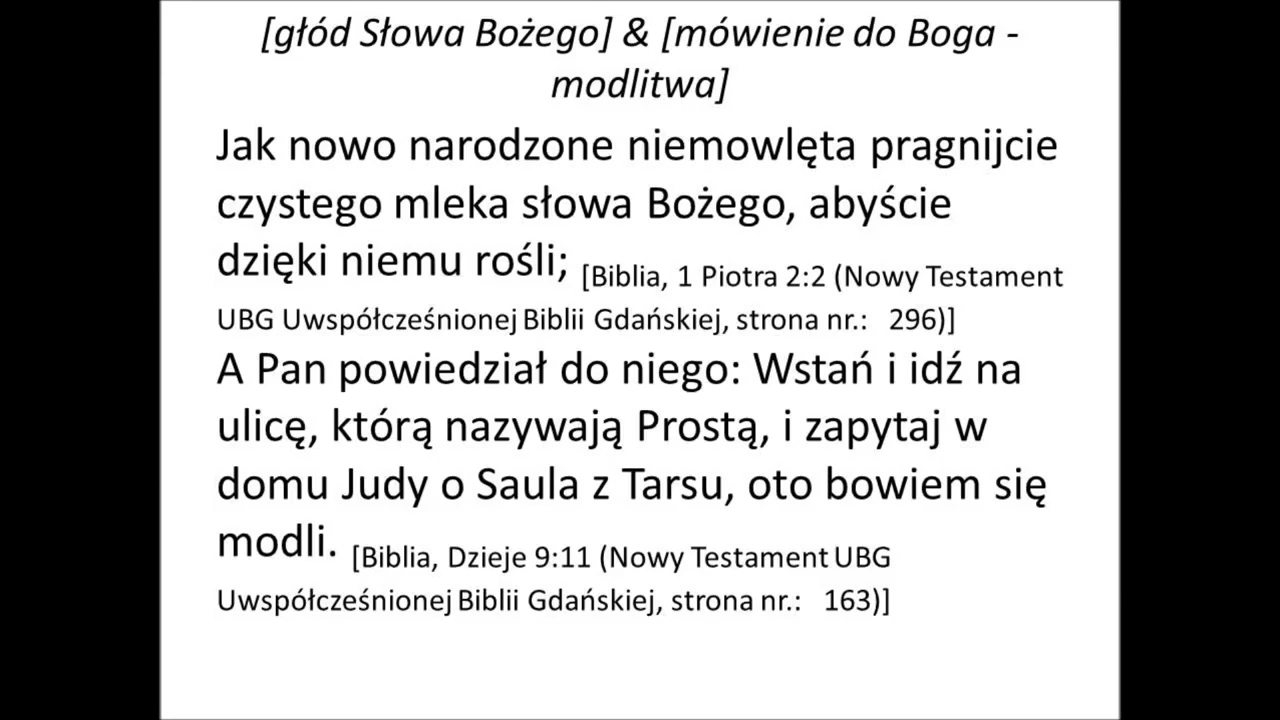 [głód Słowa Bożego] & [mówienie do Boga -
modlitwa]
Jak nowo narodzone niemowlęta pragnijcie
czystego mleka słowa Bożego, abyście
dzięki niemu rośli; [Biblia, 1 Piotra 2:2 (Nowy Testament
UBG Uwspółcześnionej Biblii Gdańskiej, strona nr.: 296)]
A Pan powiedział do niego: Wstań i idź na
ulicę, którą nazywają Prostą, i zapytaj w
domu Judy o Saula z Tarsu, oto bowiem się
modli. [Biblia, Dzieje 9:11 (Nowy Testament UBG
Uwspółcześnionej Biblii Gdańskiej, strona nr.: 163)]